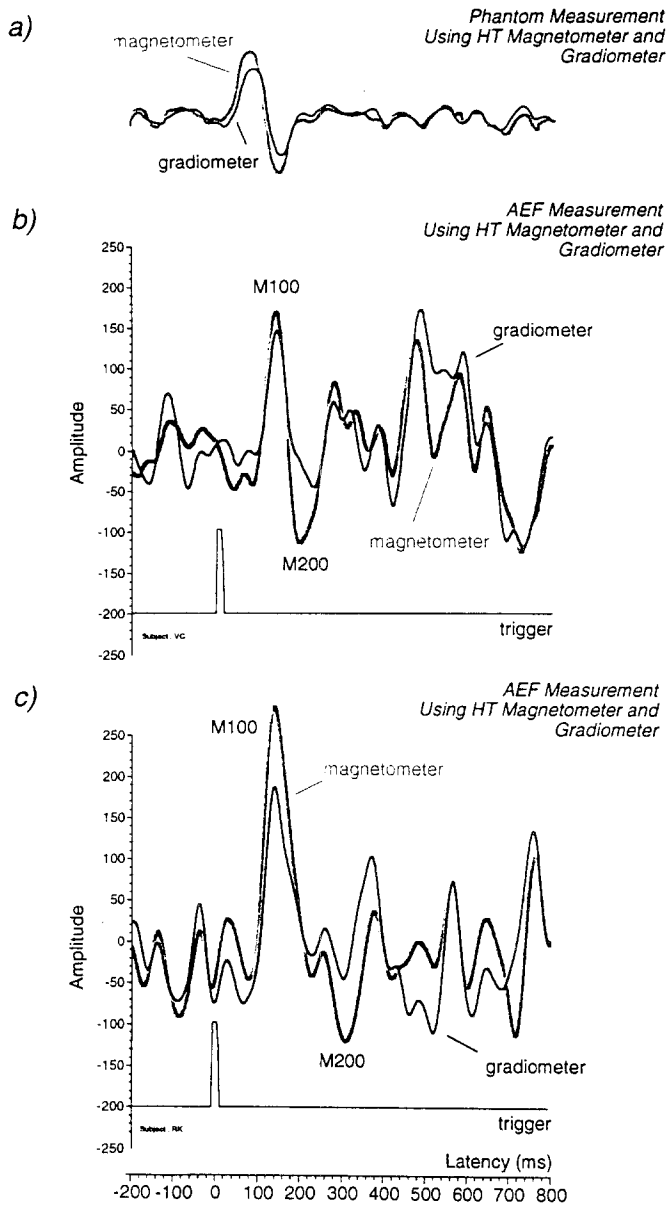 a)
Phantom Measurement
Using HT Magnetometer and
Gradiometer
magnetometer
gradiometer
b)
AEF Measurement
Using HT Magnetometer and
Gradiometer
250
200
150
100
50
0
-50
-100
-150
-200
-250
Amplitude
M100
gradiometer
magnetometer
M200
trigger
Subject : VC
c)
AEF Measurement
Using HT Magnetometer and
Gradiometer
250
200
150
100
50
0
-50
-100
-150
-200
-250
Amplitude
M100
magnetometer
M200
gradiometer
trigger
Subject : RK
Latency (ms)
-200 -100 0 100 200 300 400 500 600 700 800